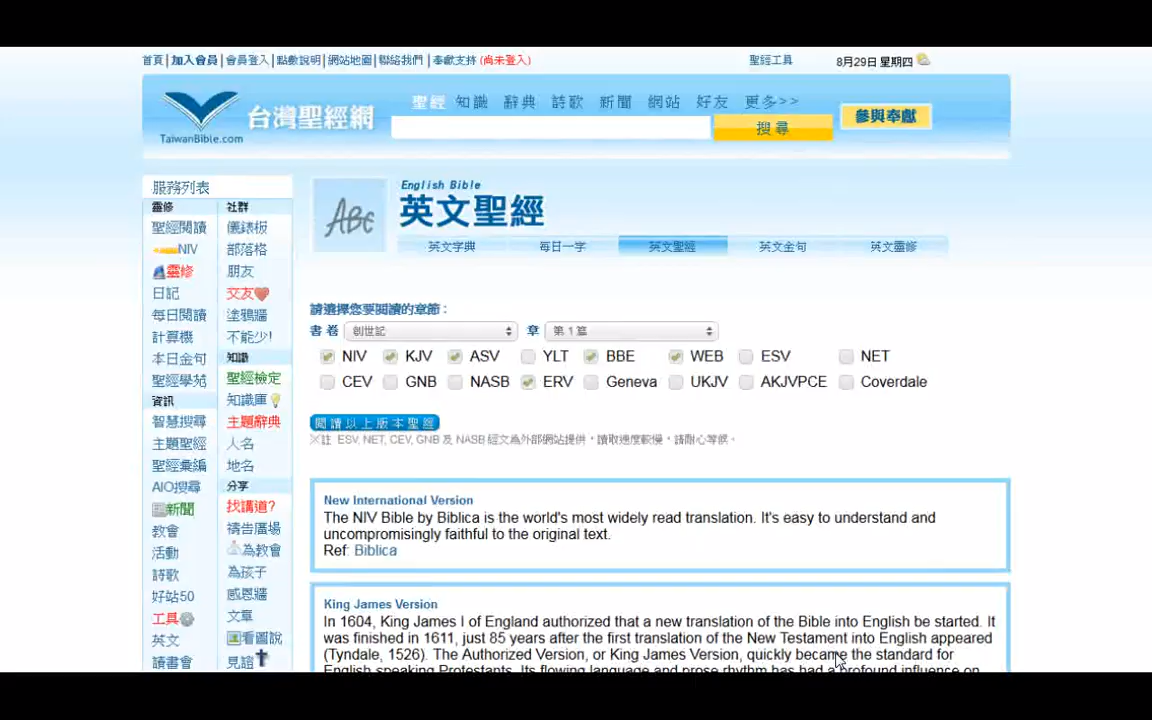 首頁|加入會員|會員登入|點數說明|網站地圖|聯絡我們|奉獻支持 (尚未登入)
聖經工具
8月29日 星期四
TaiwanBible.com
台灣聖經網
聖經 知識 辭典 詩歌 新聞 網站 好友 更多>>
搜尋
參與奉獻
服務列表
靈修
聖經閱讀
NIV
靈修
日記
每日閱讀
計算機
本日金句
聖經學苑
資訊
智慧搜尋
主題聖經
聖經彙編
AIO搜尋
新聞
教會
活動
詩歌
好站50
工具
英文
讀書會
社群
儀錶板
部落格
朋友
交友
塗鴉牆
不能少!
知識
聖經檢定
知識庫
主題辭典
人名
地名
分享
找講道?
禱告廣場
為教會
為孩子
感恩牆
文章
看圖說
見證
ABC
English Bible
英文聖經
英文字典 每日一字 英文聖經 英文金句 英文靈修
請選擇您要閱讀的章節：
書卷 創世記 章 第 1 篇
NIV KJV ASV YLT BBE WEB ESV NET
CEV GNB NASB ERV Geneva UKJV AKJVPCE Coverdale
閱讀以上版本聖經
※註 ESV, NET, CEV, GNB 及 NASB 經文為外部網站提供，讀取速度較慢，請耐心等候。
New International Version
The NIV Bible by Biblica is the world's most widely read translation. It's easy to understand and
uncompromisingly faithful to the original text.
Ref: Biblica
King James Version
In 1604, King James I of England authorized that a new translation of the Bible into English be started. It
was finished in 1611, just 85 years after the first translation of the New Testament into English appeared
(Tyndale, 1526). The Authorized Version, or King James Version, quickly became the standard for
English-speaking Protestants. Its flowing language and prose rhythm has had a profound influence on